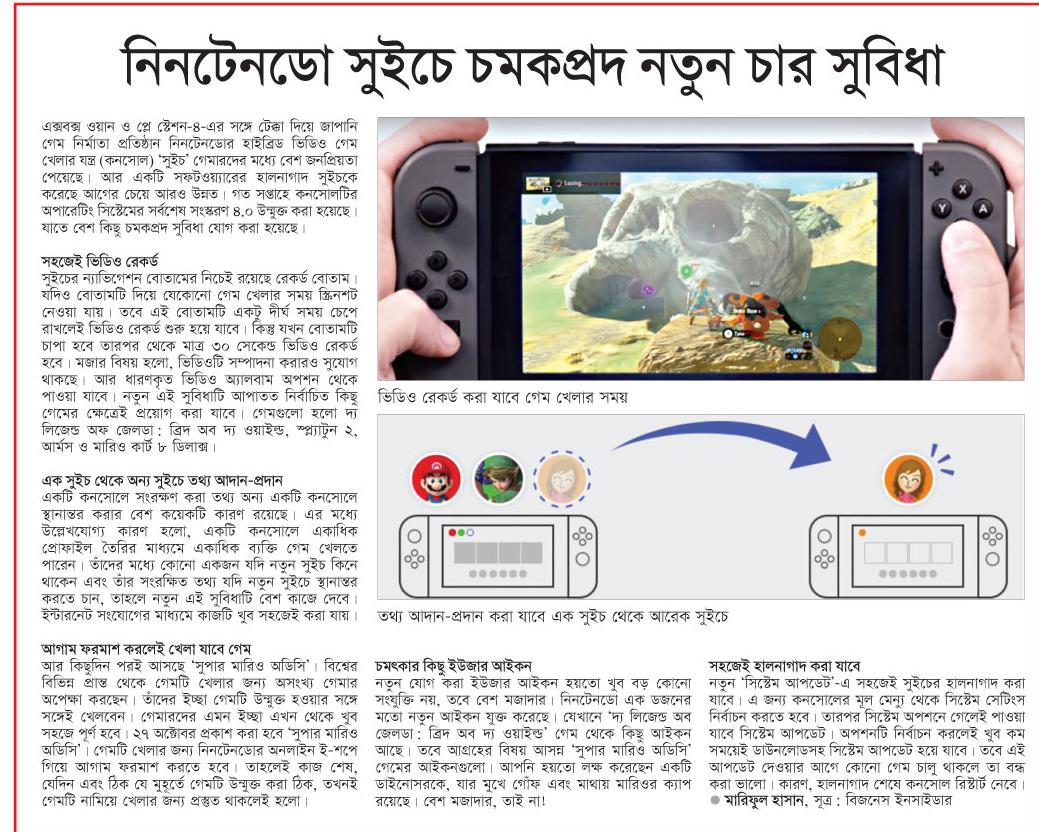 নিনটেনডো সুইচে চমকপ্রদ নতুন চার সুবিধা
এক্সবক্স ওয়ান ও প্লে স্টেশন-৪-এর সঙ্গে টেক্কা দিয়ে জাপানি
গেম নির্মাতা প্রতিষ্ঠান নিনটেনডোর হাইব্রিড ভিডিও গেম
খেলার যন্ত্র (কনসোল) ‘সুইচ’ গেমারদের মধ্যে বেশ জনপ্রিয়তা
পেয়েছে। আর একটি সফটওয়্যারের হালনাগাদ সুইচকে
করেছে আগের চেয়ে আরও উন্নত। গত সপ্তাহে কনসোলটির
অপারেটিং সিস্টেমের সর্বশেষ সংস্করণ ৪.০ উন্মুক্ত করা হয়েছে।
যাতে বেশ কিছু চমকপ্রদ সুবিধা যোগ করা হয়েছে।
সহজেই ভিডিও রেকর্ড
সুইচের ন্যাভিগেশন বোতামের নিচেই রয়েছে রেকর্ড বোতাম।
যদিও বোতামটি দিয়ে যেকোনো গেম খেলার সময় স্ক্রিনশট
নেওয়া যায়। তবে এই বোতামটি একটু দীর্ঘ সময় চেপে
রাখলেই ভিডিও রেকর্ড শুরু হয়ে যাবে। কিন্তু যখন বোতামটি
চাপা হবে তারপর থেকে মাত্র ৩০ সেকেন্ড ভিডিও রেকর্ড
হবে। মজার বিষয় হলো, ভিডিওটি সম্পাদনা করারও সুযোগ
থাকছে। আর ধারণকৃত ভিডিও অ্যালবাম অপশন থেকে
পাওয়া যাবে। নতুন এই সুবিধাটি আপাতত নির্বাচিত কিছু
গেমের ক্ষেত্রেই প্রয়োগ করা যাবে। গেমগুলো হলো দ্য
লিজেন্ড অফ জেলডা: ব্রিদ অব দ্য ওয়াইল্ড, স্প্ল্যাটুন ২,
আর্মস ও মারিও কার্ট ৮ ডিলাক্স।
এক সুইচ থেকে অন্য সুইচে তথ্য আদান-প্রদান
একটি কনসোলে সংরক্ষণ করা তথ্য অন্য একটি কনসোলে
স্থানান্তর করার বেশ কয়েকটি কারণ রয়েছে। এর মধ্যে
উল্লেখযোগ্য কারণ হলো, একটি কনসোলে একাধিক
প্রোফাইল তৈরির মাধ্যমে একাধিক ব্যক্তি গেম খেলতে
পারেন। তাঁদের মধ্যে কোনো একজন যদি নতুন সুইচ কিনে
থাকেন এবং তাঁর সংরক্ষিত তথ্য যদি নতুন সুইচে স্থানান্তর
করতে চান, তাহলে নতুন এই সুবিধাটি বেশ কাজে দেবে।
ইন্টারনেট সংযোগের মাধ্যমে কাজটি খুব সহজেই করা যায়।
আগাম ফরমাশ করলেই খেলা যাবে গেম
আর কিছুদিন পরই আসছে ‘সুপার মারিও অডিসি’। বিশ্বের
বিভিন্ন প্রান্ত থেকে গেমটি খেলার জন্য অসংখ্য গেমার
অপেক্ষা করছেন। তাঁদের ইচ্ছা গেমটি উন্মুক্ত হওয়ার সঙ্গে
সঙ্গেই খেলবেন। গেমারদের এমন ইচ্ছা এখন থেকে খুব
সহজে পূর্ণ হবে। ২৭ অক্টোবর প্রকাশ করা হবে ‘সুপার মারিও
অডিসি’। গেমটি খেলার জন্য নিনটেনডোর অনলাইন ই-শপে
গিয়ে আগাম ফরমাশ করতে হবে। তাহলেই কাজ শেষ,
যেদিন এবং ঠিক যে মুহূর্তে গেমটি উন্মুক্ত করা ঠিক, তখনই
গেমটি নামিয়ে খেলার জন্য প্রস্তুত থাকলেই হলো।
Saving...
X
Y
A
Take
ভিডিও রেকর্ড করা যাবে গেম খেলার সময়
তথ্য আদান-প্রদান করা যাবে এক সুইচ থেকে আরেক সুইচে
চমৎকার কিছু ইউজার আইকন
নতুন যোগ করা ইউজার আইকন হয়তো খুব বড় কোনো
সংযুক্তি নয়, তবে বেশ মজাদার। নিনটেনডো এক ডজনের
মতো নতুন আইকন যুক্ত করেছে। যেখানে ‘দ্য লিজেন্ড অব
জেলডা: ব্রিদ অব দ্য ওয়াইল্ড’ গেম থেকে কিছু আইকন
আছে। তবে আগ্রহের বিষয় আসন্ন ‘সুপার মারিও অডিসি’
গেমের আইকনগুলো। আপনি হয়তো লক্ষ করেছেন একটি
ডাইনোসরকে, যার মুখে গোঁফ এবং মাথায় মারিওর ক্যাপ
রয়েছে। বেশ মজাদার, তাই না!
সহজেই হালনাগাদ করা যাবে
নতুন ‘সিস্টেম আপডেট’-এ সহজেই সুইচের হালনাগাদ করা
যাবে। এ জন্য কনসোলের মূল মেন্যু থেকে সিস্টেম সেটিংস
নির্বাচন করতে হবে। তারপর সিস্টেম অপশনে গেলেই পাওয়া
যাবে সিস্টেম আপডেট। অপশনটি নির্বাচন করলেই খুব কম
সময়েই ডাউনলোডসহ সিস্টেম আপডেট হয়ে যাবে। তবে এই
আপডেট দেওয়ার আগে কোনো গেম চালু থাকলে তা বন্ধ
করা ভালো। কারণ, হালনাগাদ শেষে কনসোল রিস্টার্ট নেবে।
● মারিফুল হাসান, সূত্র: বিজনেস ইনসাইডার